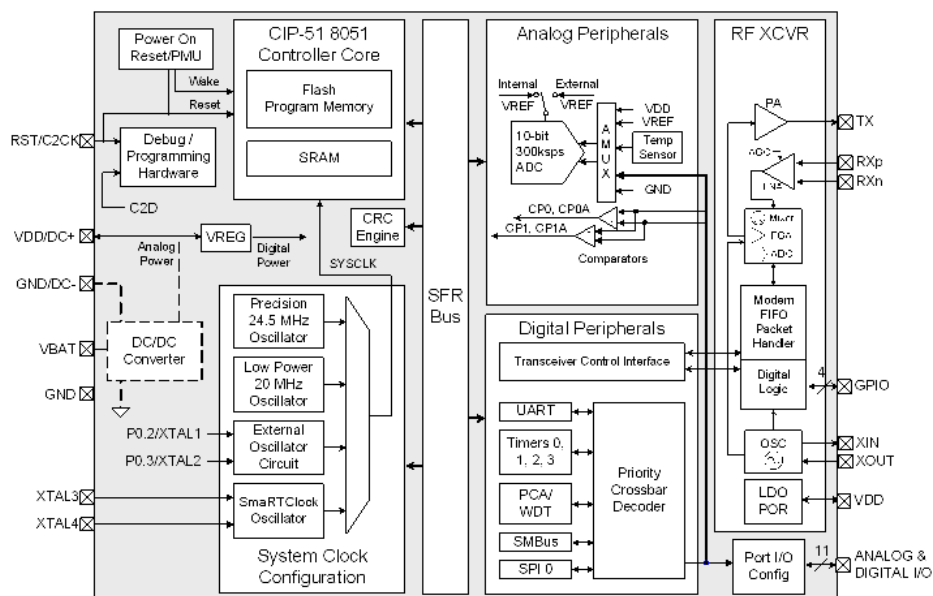 Power On
Reset/PMU
Wake
Reset
RST/C2CK
Debug /
Programming
Hardware
C2D
CIP-51 8051
Controller Core
Flash
Program Memory
SRAM
VDD/DC+
VREG
Analog
Power
Digital
Power
SYSCLK
CRC
Engine
GND/DC-
VBAT
DC/DC
Converter
GND
P0.2/XTAL1
P0.3/XTAL2
XTAL3
XTAL4
Precision
24.5 MHz
Oscillator
Low Power
20 MHz
Oscillator
External
Oscillator
Circuit
SmaRTClock
Oscillator
System Clock
Configuration
SFR
Bus
Analog Peripherals
Internal
VREF
External
VREF
10-bit
300ksps
ADC
A
M
U
X
VDD
VREF
Temp
Sensor
GND
CP0, CP0A
CP1, CP1A
Comparators
Digital Peripherals
Transceiver Control Interface
UART
Timers 0,
1, 2, 3
PCA/
WDT
SMBus
SPI 0
Priority
Crossbar
Decoder
RF XCVR
PA
TX
RXp
RXn
LNA
Mixer
PGA
ADC
Modem
FIFO
Packet
Handler
Digital
Logic
4
GPIO
OSC
XIN
XOUT
LDO
POR
VDD
Port I/O
Config
11
ANALOG &
DIGITAL I/O